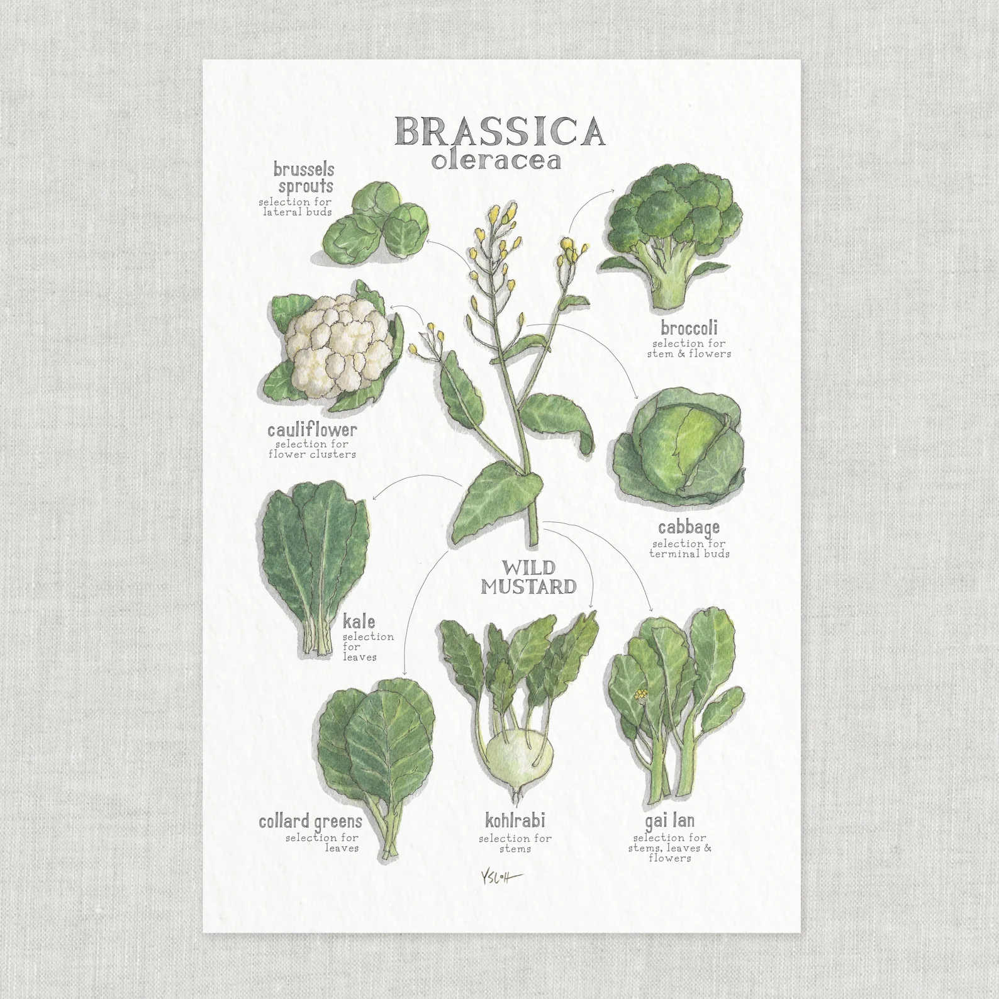 BRASSICA
oleracea
brussels
sprouts
selection for
lateral buds
broccoli
selection for
stem & flowers
cauliflower
selection for
flower clusters
cabbage
selection for
terminal buds
WILD
MUSTARD
kale
selection
for
leaves
collard greens
selection for
leaves
kohlrabi
selection for
stems
gai lan
selection for
stems, leaves &
flowers
YSLOH